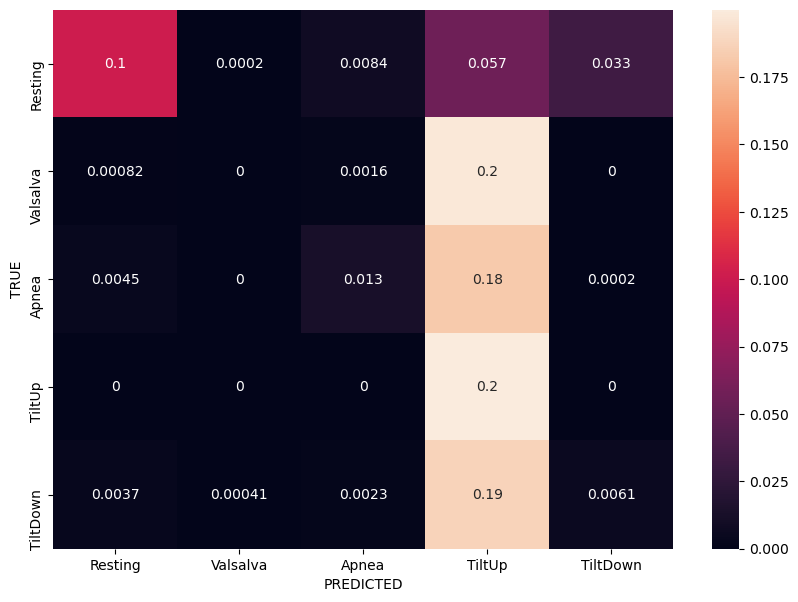 Resting 0.1 0.0002 0.0084 0.057 0.033
Valsalva 0.00082 0 0.0016 0.2 0
Apnea 0.0045 0 0.013 0.18 0.0002
TiltUp 0 0 0 0.2 0
TiltDown 0.0037 0.00041 0.0023 0.19 0.0061
TRUE
Resting Valsalva Apnea TiltUp TiltDown
PREDICTED
0.175
0.150
0.125
0.100
0.075
0.050
0.025
0.000